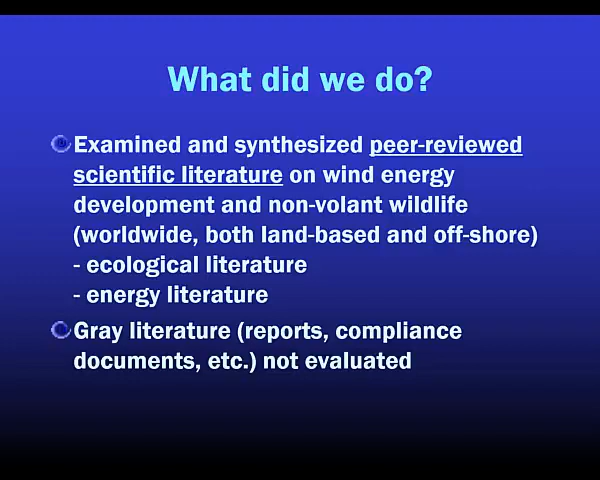 What did we do?
Examined and synthesized peer-reviewed
scientific literature on wind energy
development and non-volant wildlife
(worldwide, both land-based and off-shore)
- ecological literature
- energy literature
Gray literature (reports, compliance
documents, etc.) not evaluated